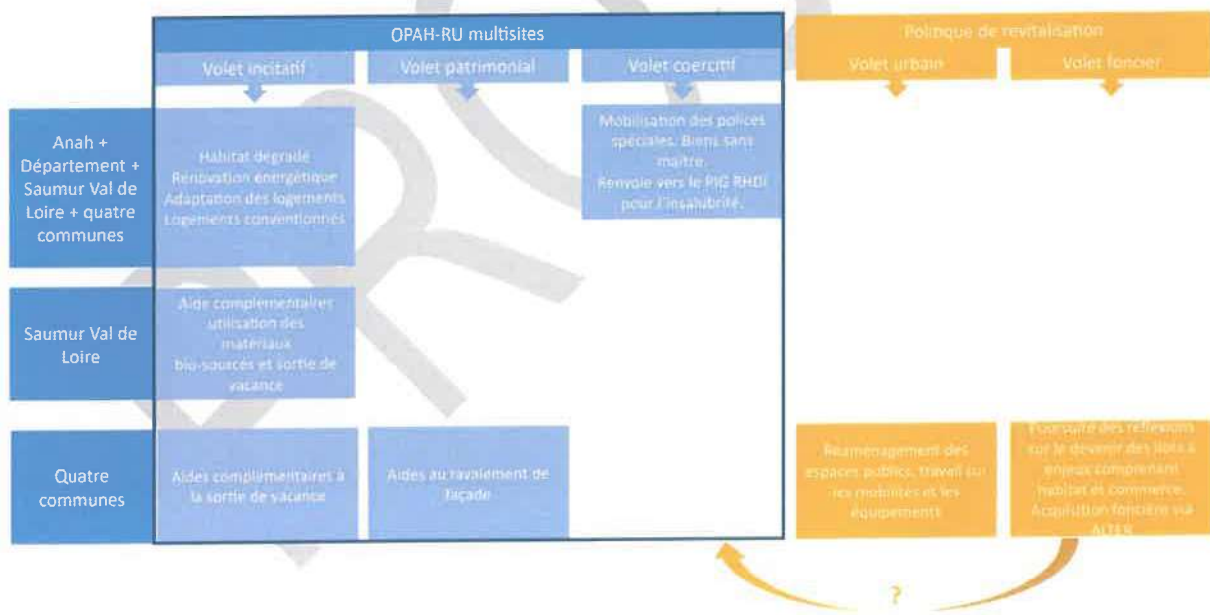 OPAH-RU multisites
Politique de revitalisation
Volet incitatif
Volet patrimonial
Volet coercitif
Volet urbain
Volet foncier
Anah +
Département +
Saumur Val de
Loire + quatre
communes
Habitat dégradé
Rénovation énergétique
Adaptation des logements
Logements conventionnés
Mobilisation des polices
spéciales. Biens sans
maître.
Renvoie vers le PIG RHDI
pour l'insalubrité.
Saumur Val de
Loire
Aide complémentaires
utilisation des
matériaux
bio-sourcés et sortie de
vacance
Quatre
communes
Aides complémentaires à
la sortie de vacance
Aides au ravalement de
façade
Réaménagement des
espaces publics, travail sur
les mobilités et les
équipements
Poursuite des réflexions
sur le devenir des îlots à
enjeux comprenant
habitat et commerce.
Acquisition foncière via
ALTER
?